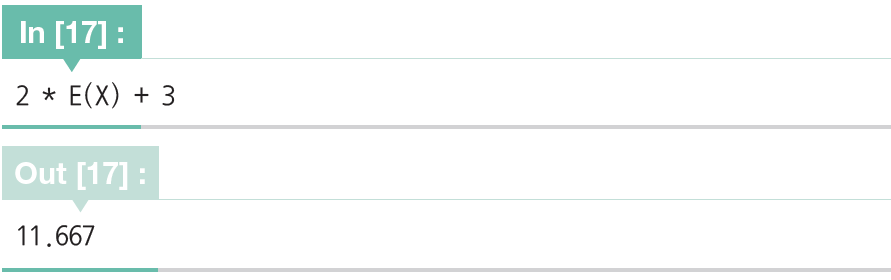 In [17] :
2 * E(X) + 3
Out [17] :
11.667